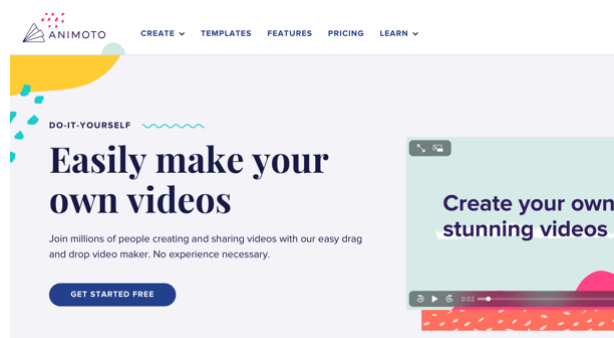 ANIMOTO
CREATE
TEMPLATES
FEATURES
PRICING
LEARN
DO-IT-YOURSELF
Easily make your
own videos
Join millions of people creating and sharing videos with our easy drag
and drop video maker. No experience necessary.
GET STARTED FREE
Create your own
stunning videos
0:02